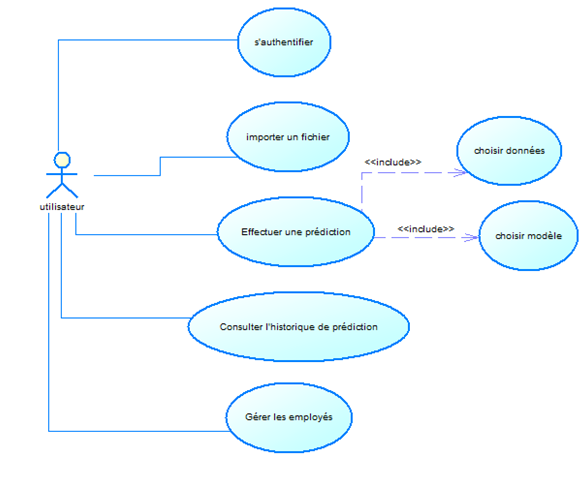 s'authentifier
importer un fichier
<<include>>
choisir données
utilisateur
Effectuer une prédiction
<<include>>
choisir modèle
Consulter l'historique de prédiction
Gérer les employés